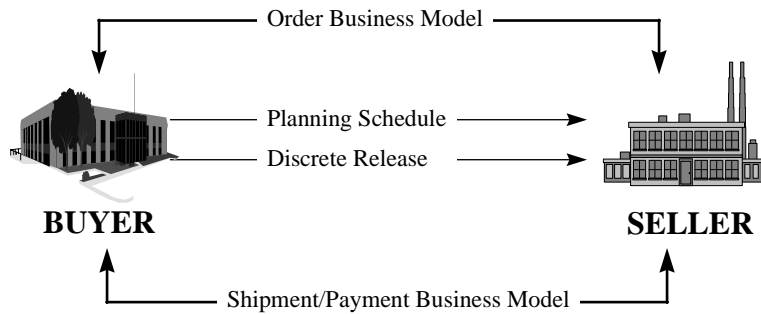 Order Business Model
Planning Schedule
Discrete Release
BUYER
SELLER
Shipment/Payment Business Model